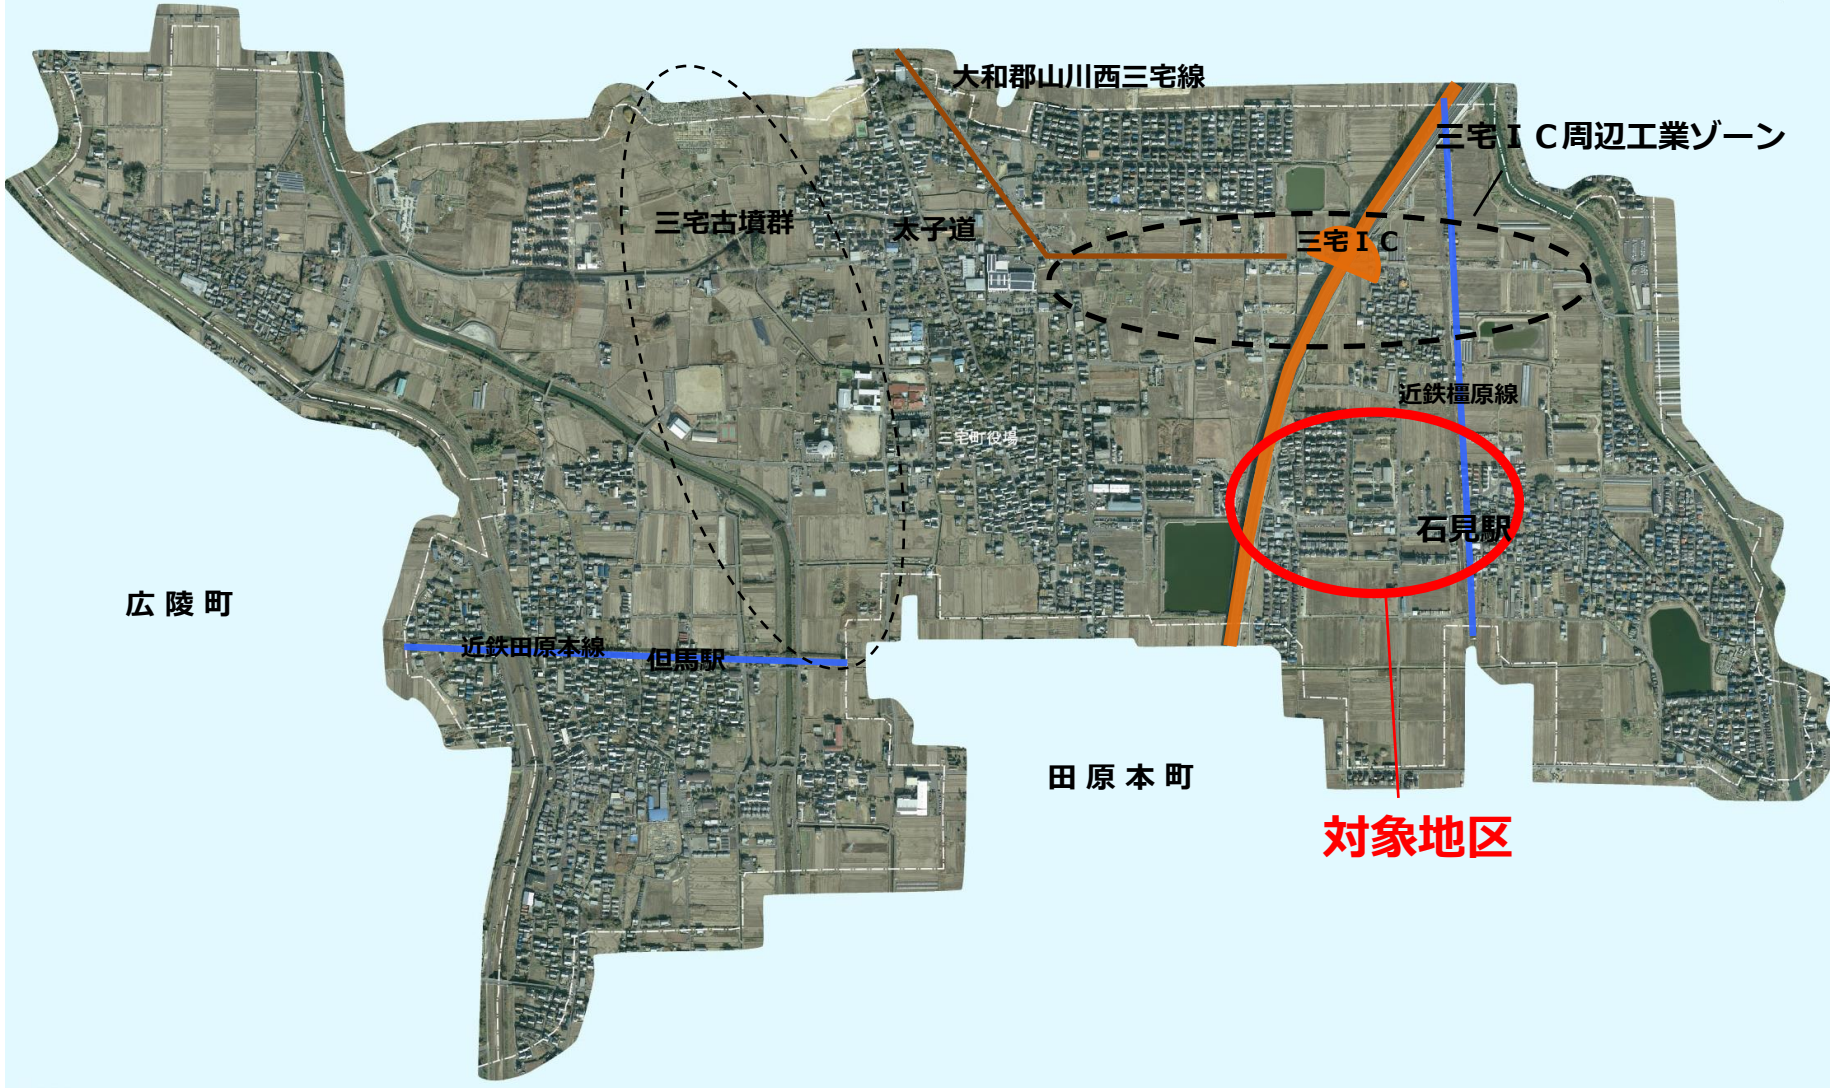 大和郡山川西三宅線
三宅ＩＣ周辺工業ゾーン
三宅古墳群
太子道
三宅ＩＣ
近鉄橿原線
三宅町役場
石見駅
広陵町
近鉄田原本線
但馬駅
田原本町
対象地区